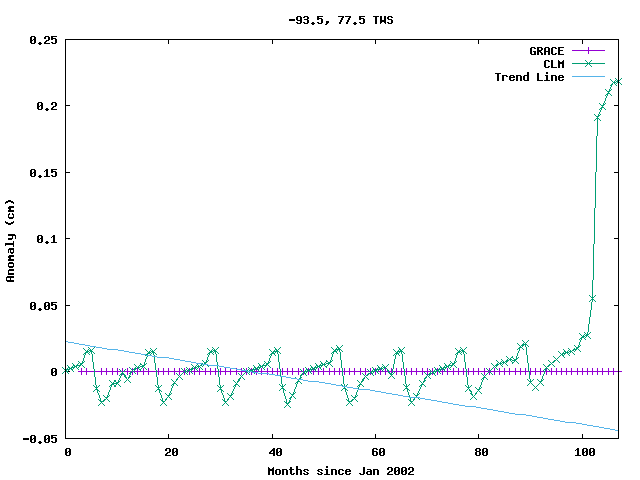 -93.5, 77.5 TWS
GRACE
CLM
Trend Line
0.25
0.2
0.15
0.1
0.05
0
-0.05
Anomaly (cm)
0 20 40 60 80 100
Months since Jan 2002